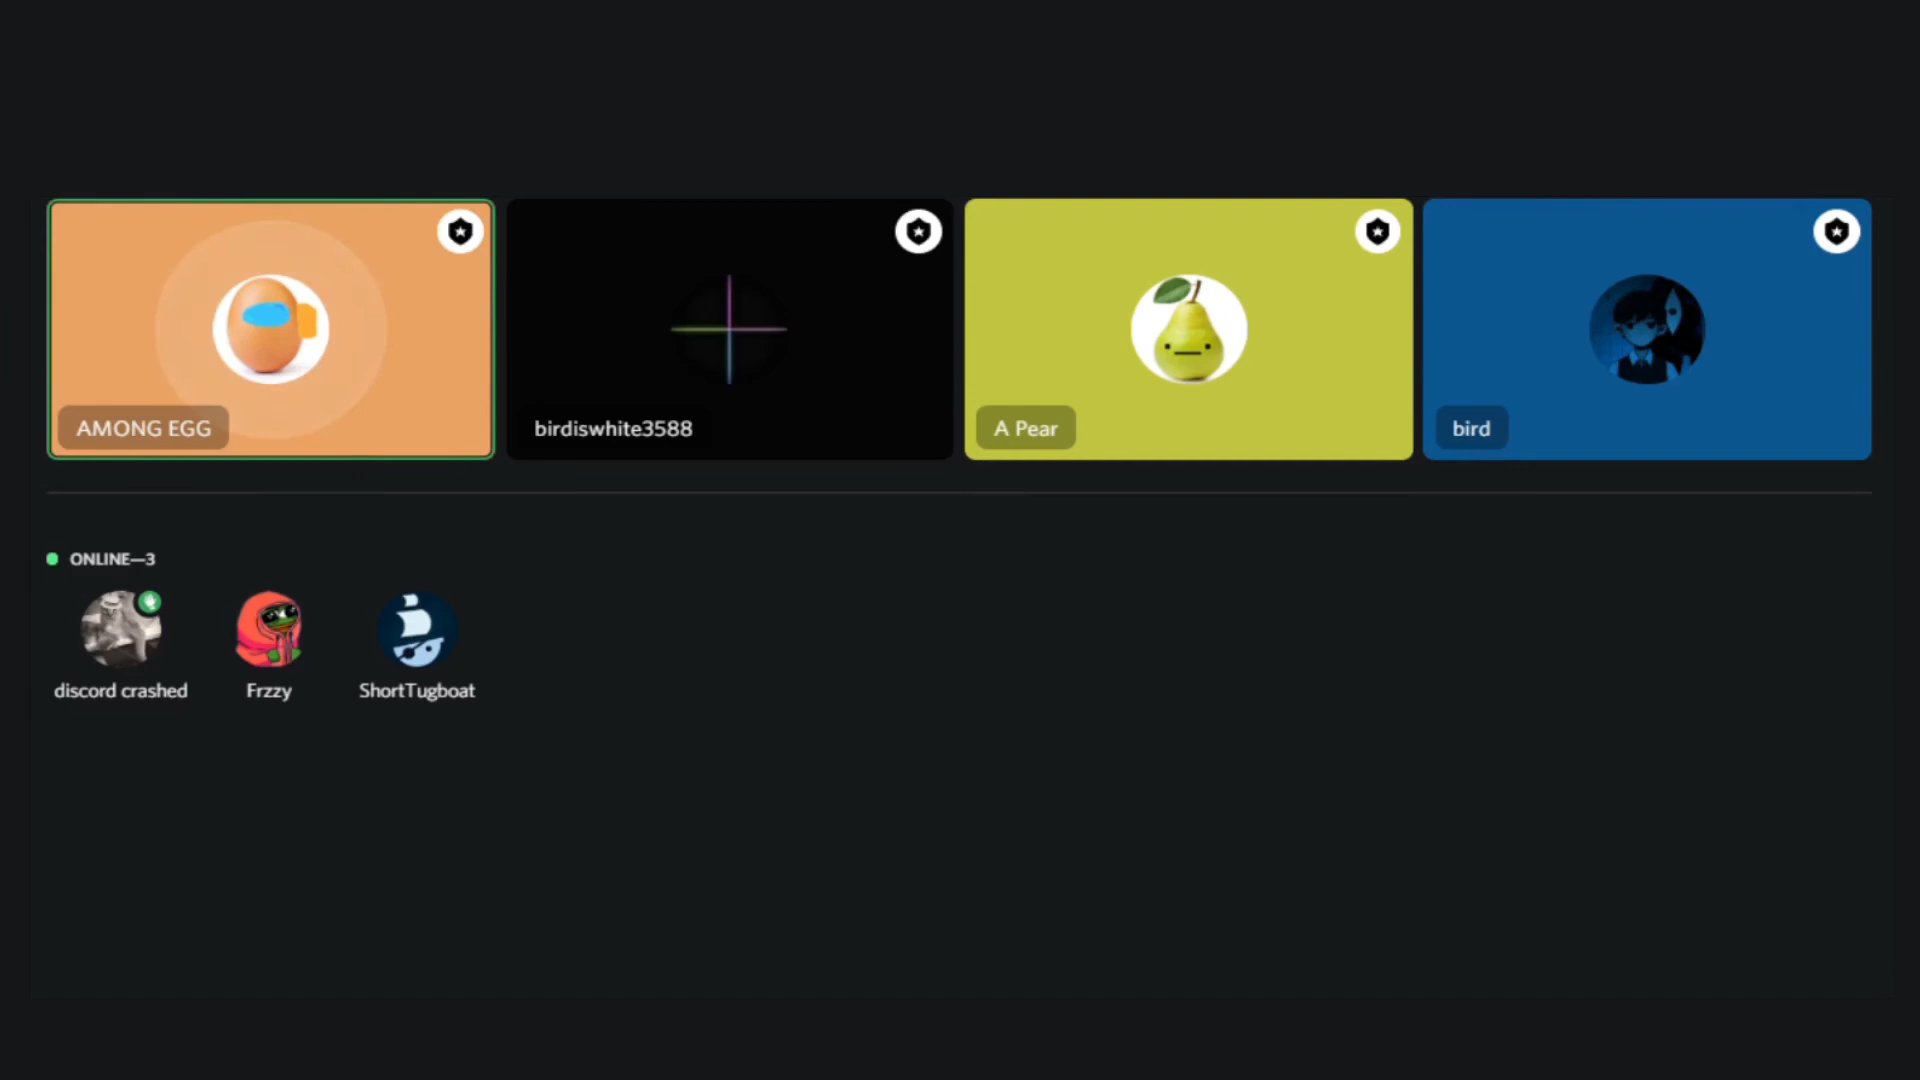 AMONG EGG
birdiswhite3588
A Pear
bird
ONLINE—3
discord crashed
Frzzy
ShortTugboat